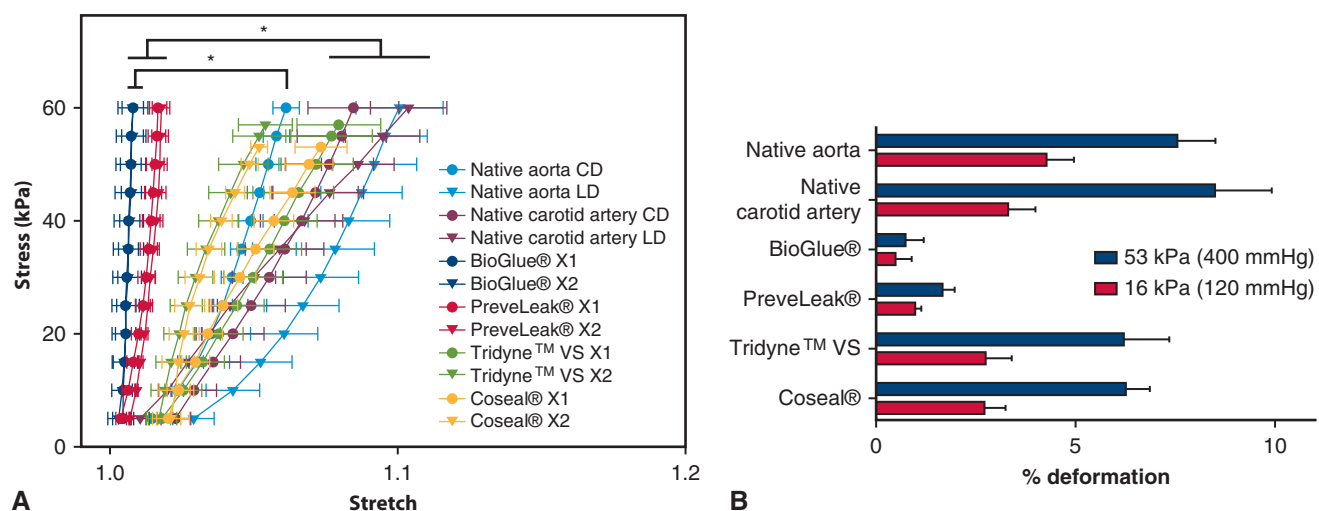 *
*
60
40
20
0
Stress (kPa)
1.0
1.1
1.2
Stretch
Native aorta CD
Native aorta LD
Native carotid artery CD
Native carotid artery LD
BioGlue® X1
BioGlue® X2
PreveLeak® X1
PreveLeak® X2
Tridyne™ VS X1
Tridyne™ VS X2
Coseal® X1
Coseal® X2
A
Native aorta
Native
carotid artery
BioGlue®
PreveLeak®
Tridyne™ VS
Coseal®
53 kPa (400 mmHg)
16 kPa (120 mmHg)
0
5
10
% deformation
B